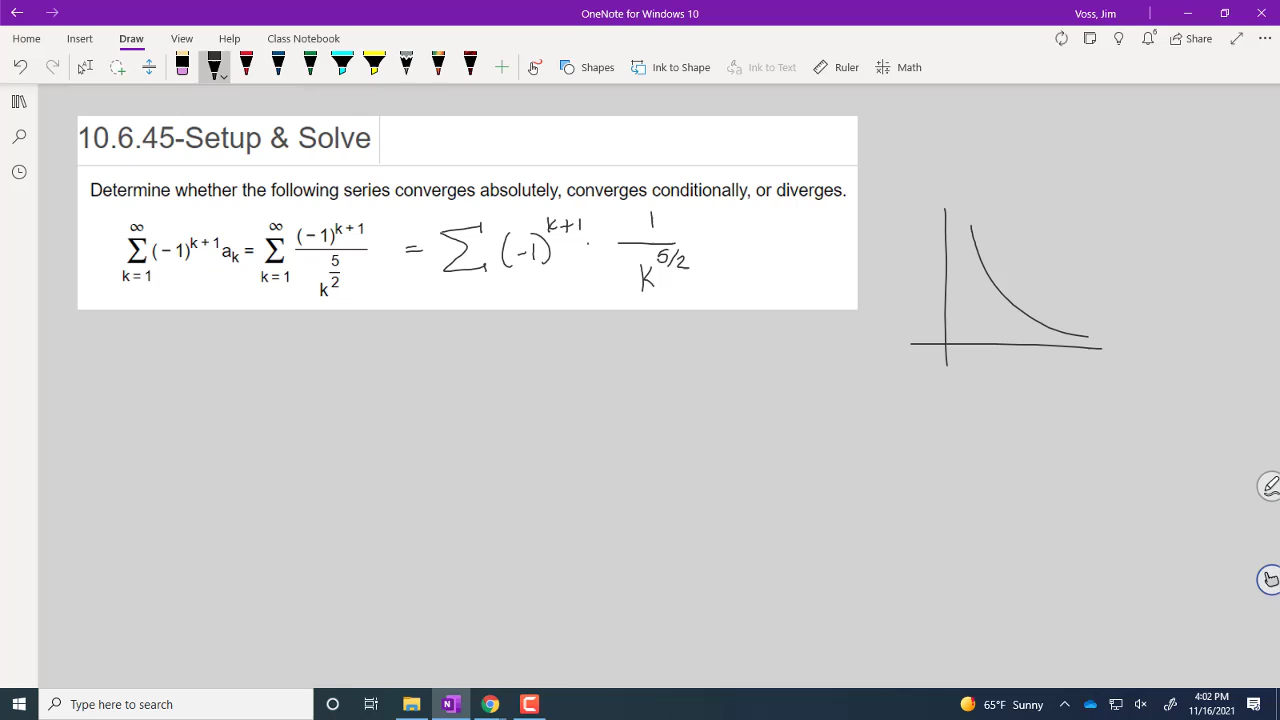 OneNote for Windows 10
Voss, Jim
Home Insert Draw View Help Class Notebook
Share
Shapes Ink to Shape Ink to Text Ruler Math
10.6.45-Setup & Solve
Determine whether the following series converges absolutely, converges conditionally, or diverges.
∞ ∑ k = 1 (−1)^(k + 1) a_k = ∞ ∑ k = 1 (−1)^(k + 1) / k^(5/2) = ∑ (-1)^(k+1) · 1 / k^(5/2)
Type here to search
65°F Sunny
4:02 PM
11/16/2021